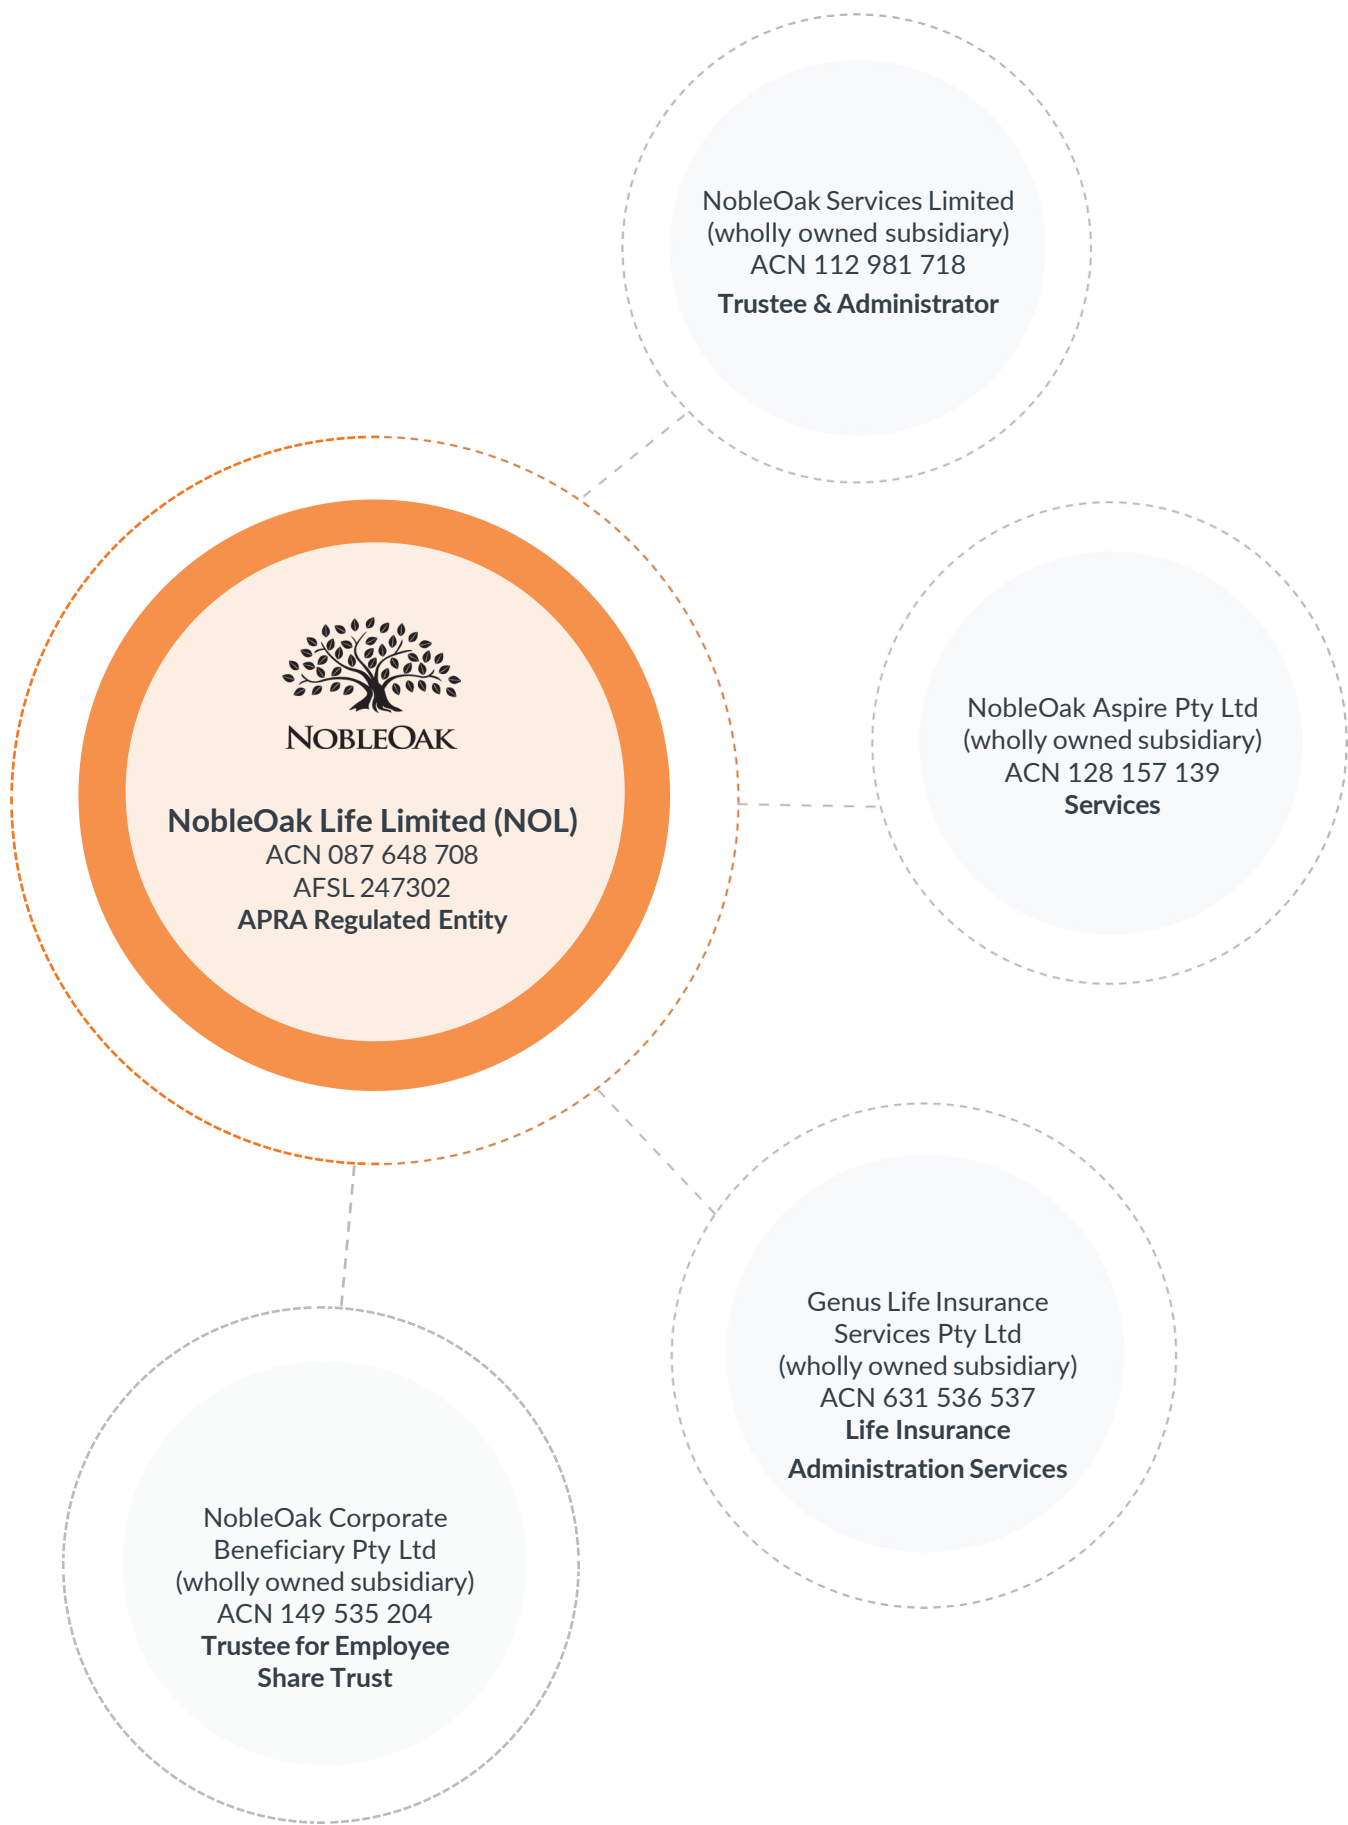 NobleOak Services Limited
(wholly owned subsidiary)
ACN 112 981 718
Trustee & Administrator
NOBLEOAK
NobleOak Life Limited (NOL)
ACN 087 648 708
AFSL 247302
APRA Regulated Entity
NobleOak Aspire Pty Ltd
(wholly owned subsidiary)
ACN 128 157 139
Services
Genus Life Insurance
Services Pty Ltd
(wholly owned subsidiary)
ACN 631 536 537
Life Insurance
Administration Services
NobleOak Corporate
Beneficiary Pty Ltd
(wholly owned subsidiary)
ACN 149 535 204
Trustee for Employee
Share Trust